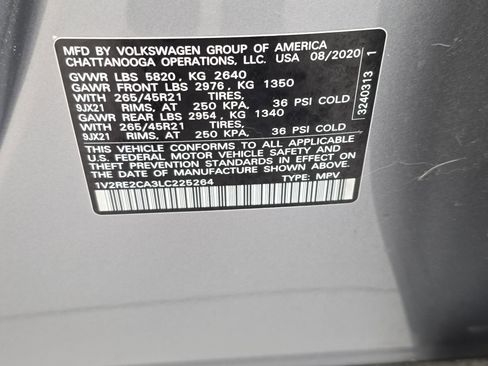 MFD BY VOLKSWAGEN GROUP OF AMERICA
CHATTANOOGA OPERATIONS, LLC. USA 08/2020
GVWR LBS 5820, KG 2640
GAWR FRONT LBS 2976, KG 1350
WITH 265/45R21 TIRES,
9JX21 RIMS, AT 250 KPA, 36 PSI COLD
GAWR REAR LBS 2954, KG 1340
WITH 265/45R21 TIRES,
9JX21 RIMS, AT 250 KPA, 36 PSI COLD
THIS VEHICLE CONFORMS TO ALL APPLICABLE
U.S. FEDERAL MOTOR VEHICLE SAFETY AND
THEFT PREVENTION STANDARDS IN EFFECT ON
THE DATE OF MANUFACTURE SHOWN ABOVE.
1V2RE2CA3LC225264 TYPE: MPV
3240313 1